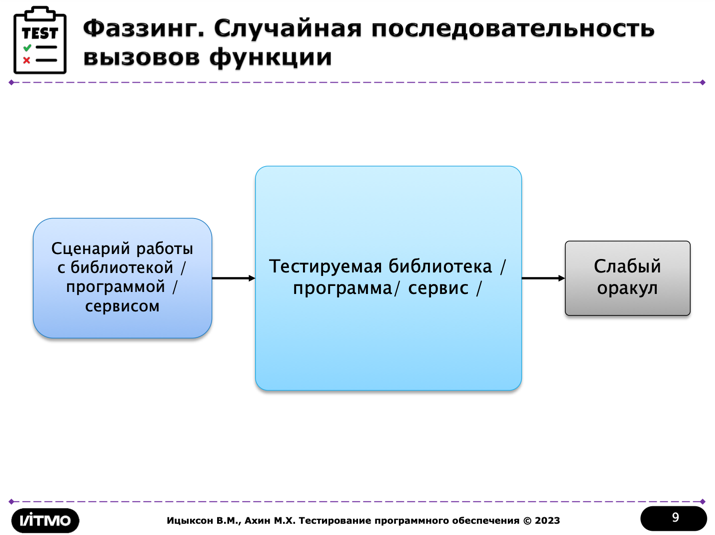 TEST
Фаззинг. Случайная последовательность
вызовов функции
Сценарий работы
с библиотекой /
программой /
сервисом
Тестируемая библиотека /
программа/ сервис /
Слабый
оракул
ИТМО
Ицыксон В.М., Ахин М.Х. Тестирование программного обеспечения © 2023
9